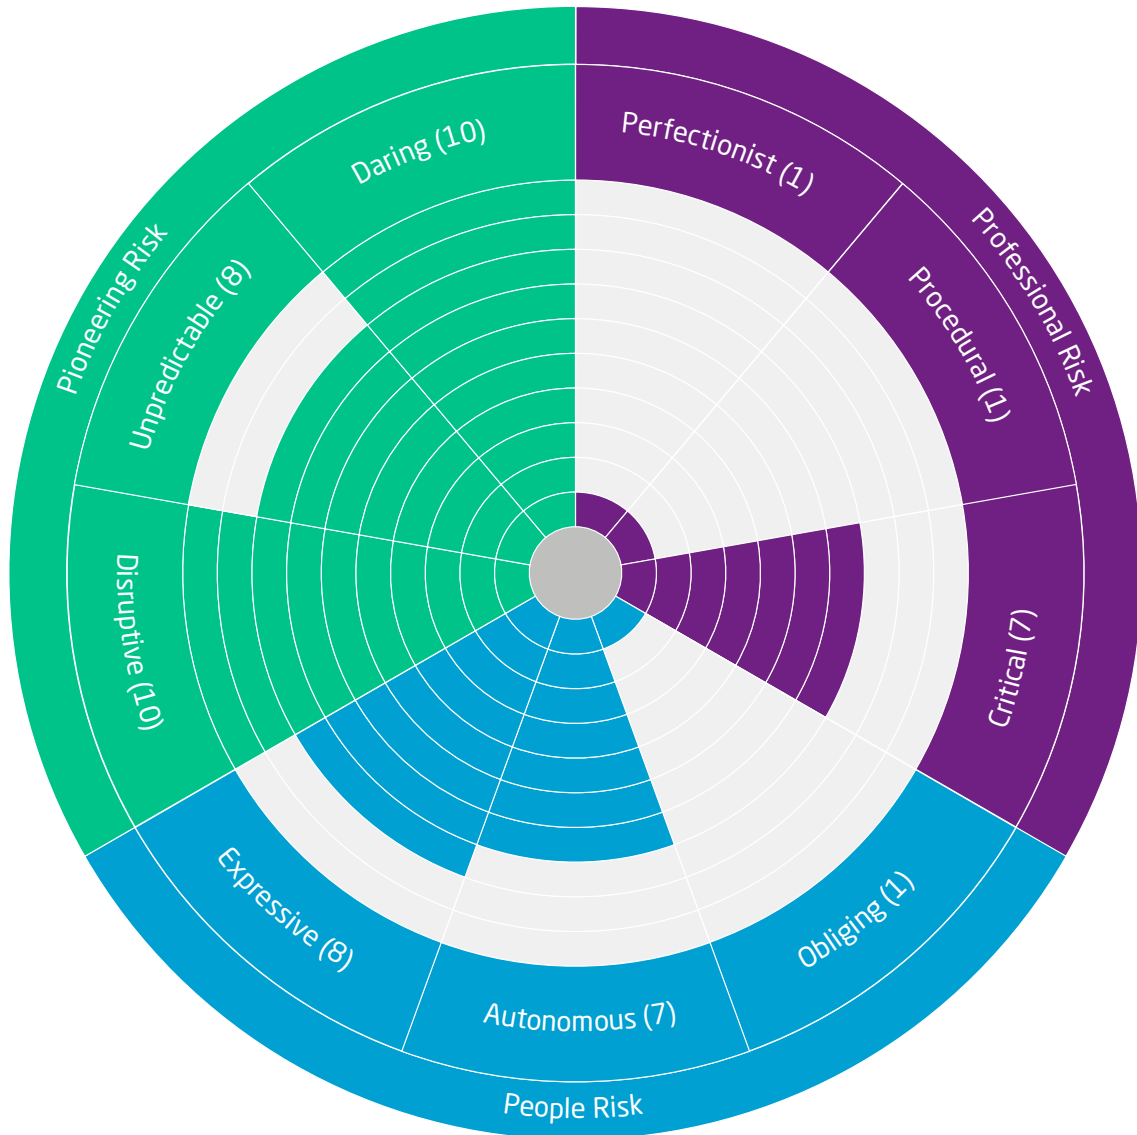 Professional Risk
Perfectionist (1)
Procedural (1)
Critical (7)
People Risk
Obliging (1)
Autonomous (7)
Expressive (8)
Pioneering Risk
Disruptive (10)
Unpredictable (8)
Daring (10)